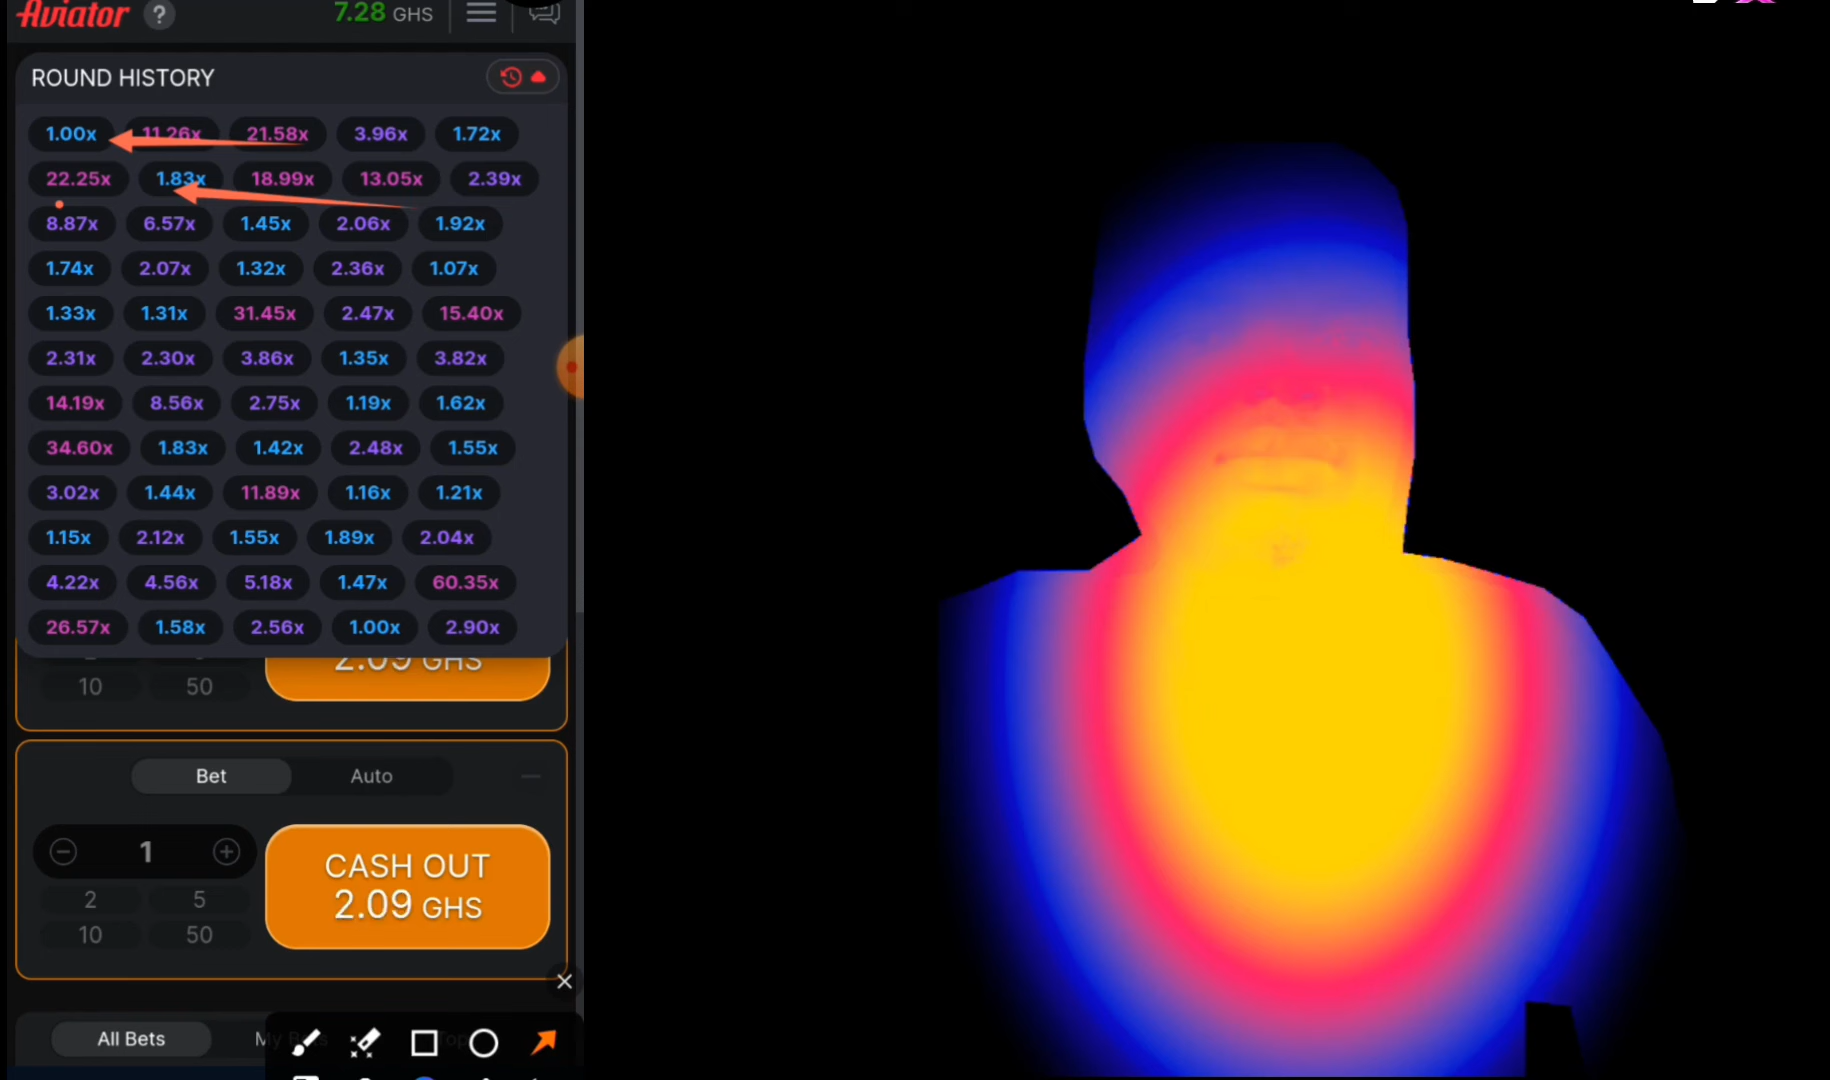 Aviator ? 7.28 GHS
ROUND HISTORY
1.00x 11.26x 21.58x 3.96x 1.72x
22.25x 1.83x 18.99x 13.05x 2.39x
8.87x 6.57x 1.45x 2.06x 1.92x
1.74x 2.07x 1.32x 2.36x 1.07x
1.33x 1.31x 31.45x 2.47x 15.40x
2.31x 2.30x 3.86x 1.35x 3.82x
14.19x 8.56x 2.75x 1.19x 1.62x
34.60x 1.83x 1.42x 2.48x 1.55x
3.02x 1.44x 11.89x 1.16x 1.21x
1.15x 2.12x 1.55x 1.89x 2.04x
4.22x 4.56x 5.18x 1.47x 60.35x
26.57x 1.58x 2.56x 1.00x 2.90x
2.09 GHS
10 50
Bet Auto
1
CASH OUT
2.09 GHS
2 5
10 50
All Bets